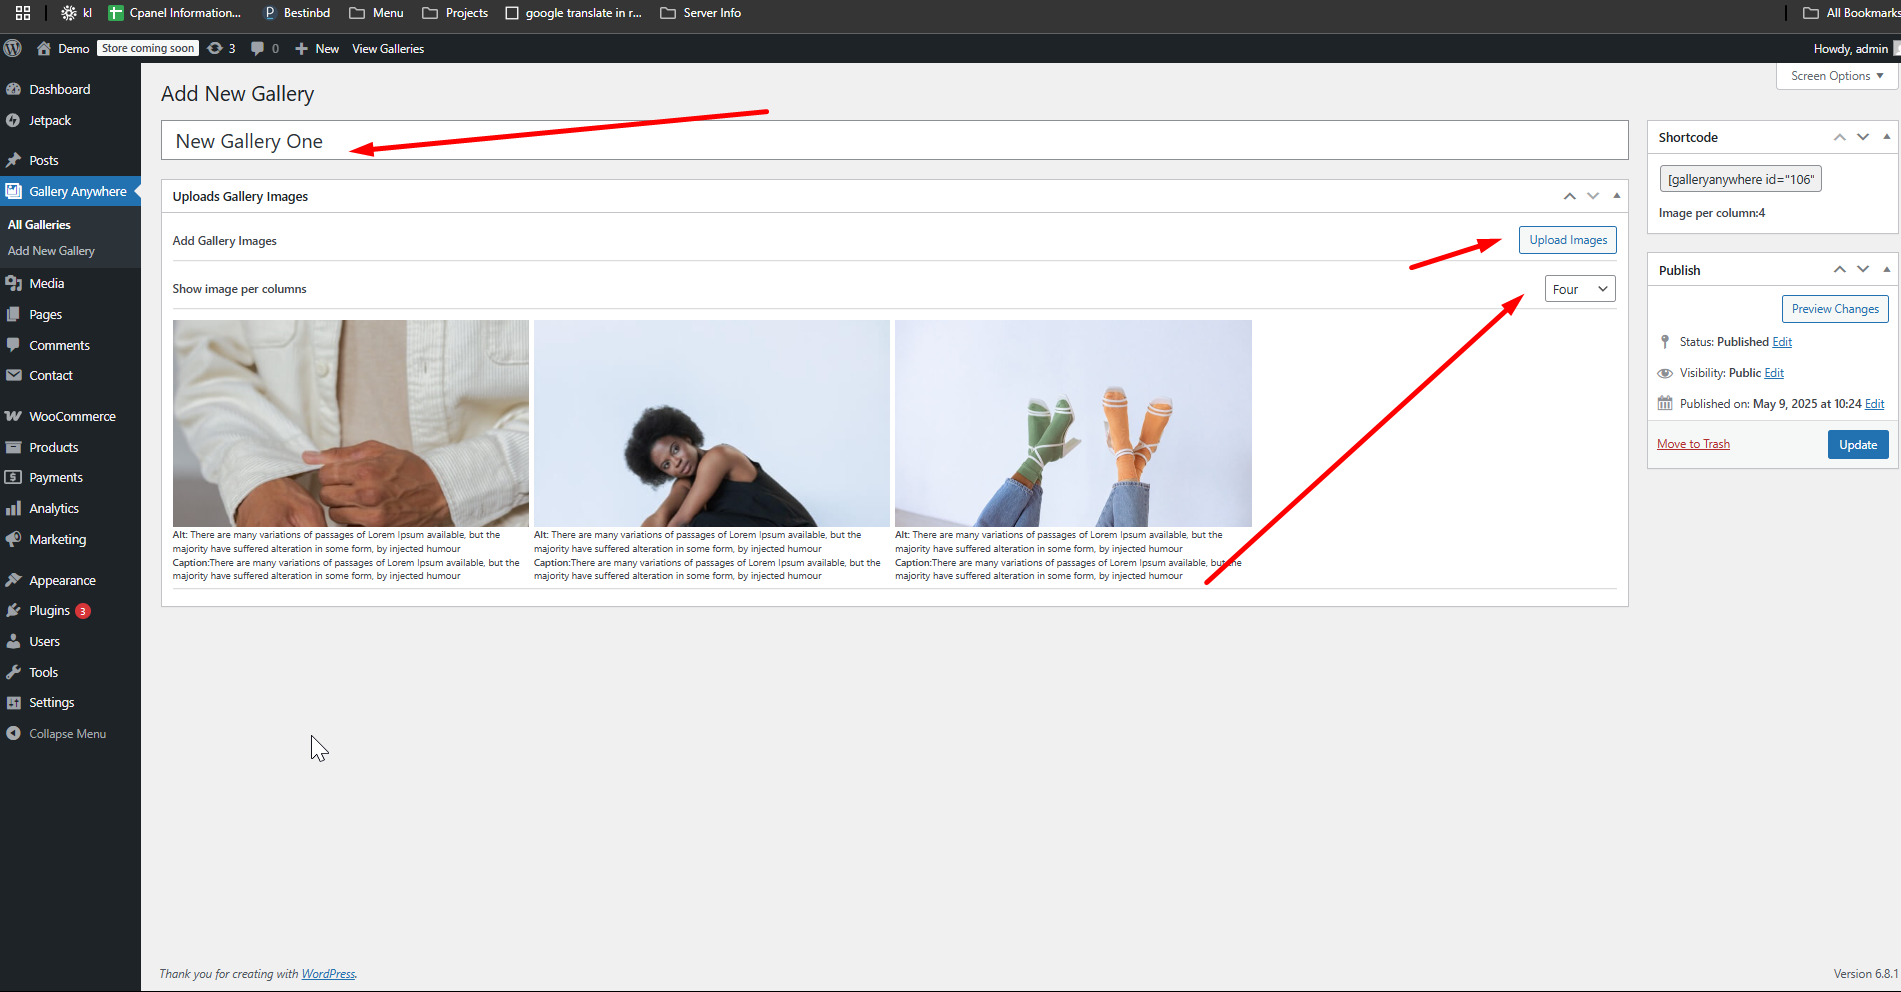 kl
Cpanel Information...
Bestinbd
Menu
Projects
google translate in r...
Server Info
All Bookmarks
Demo
Store coming soon
3
0
New
View Galleries
Howdy, admin
Dashboard
Jetpack
Posts
Gallery Anywhere
All Galleries
Add New Gallery
Media
Pages
Comments
Contact
WooCommerce
Products
Payments
Analytics
Marketing
Appearance
Plugins 3
Users
Tools
Settings
Collapse Menu
Screen Options
Add New Gallery
New Gallery One
Uploads Gallery Images
Add Gallery Images
Upload Images
Show image per columns
Four
Alt: There are many variations of passages of Lorem Ipsum available, but the
majority have suffered alteration in some form, by injected humour
Caption:There are many variations of passages of Lorem Ipsum available, but the
majority have suffered alteration in some form, by injected humour
Alt: There are many variations of passages of Lorem Ipsum available, but the
majority have suffered alteration in some form, by injected humour
Caption:There are many variations of passages of Lorem Ipsum available, but the
majority have suffered alteration in some form, by injected humour
Alt: There are many variations of passages of Lorem Ipsum available, but the
majority have suffered alteration in some form, by injected humour
Caption:There are many variations of passages of Lorem Ipsum available, but the
majority have suffered alteration in some form, by injected humour
Shortcode
[galleryanywhere id="106"
Image per column:4
Publish
Preview Changes
Status: Published Edit
Visibility: Public Edit
Published on: May 9, 2025 at 10:24 Edit
Move to Trash
Update
Thank you for creating with WordPress.
Version 6.8.1